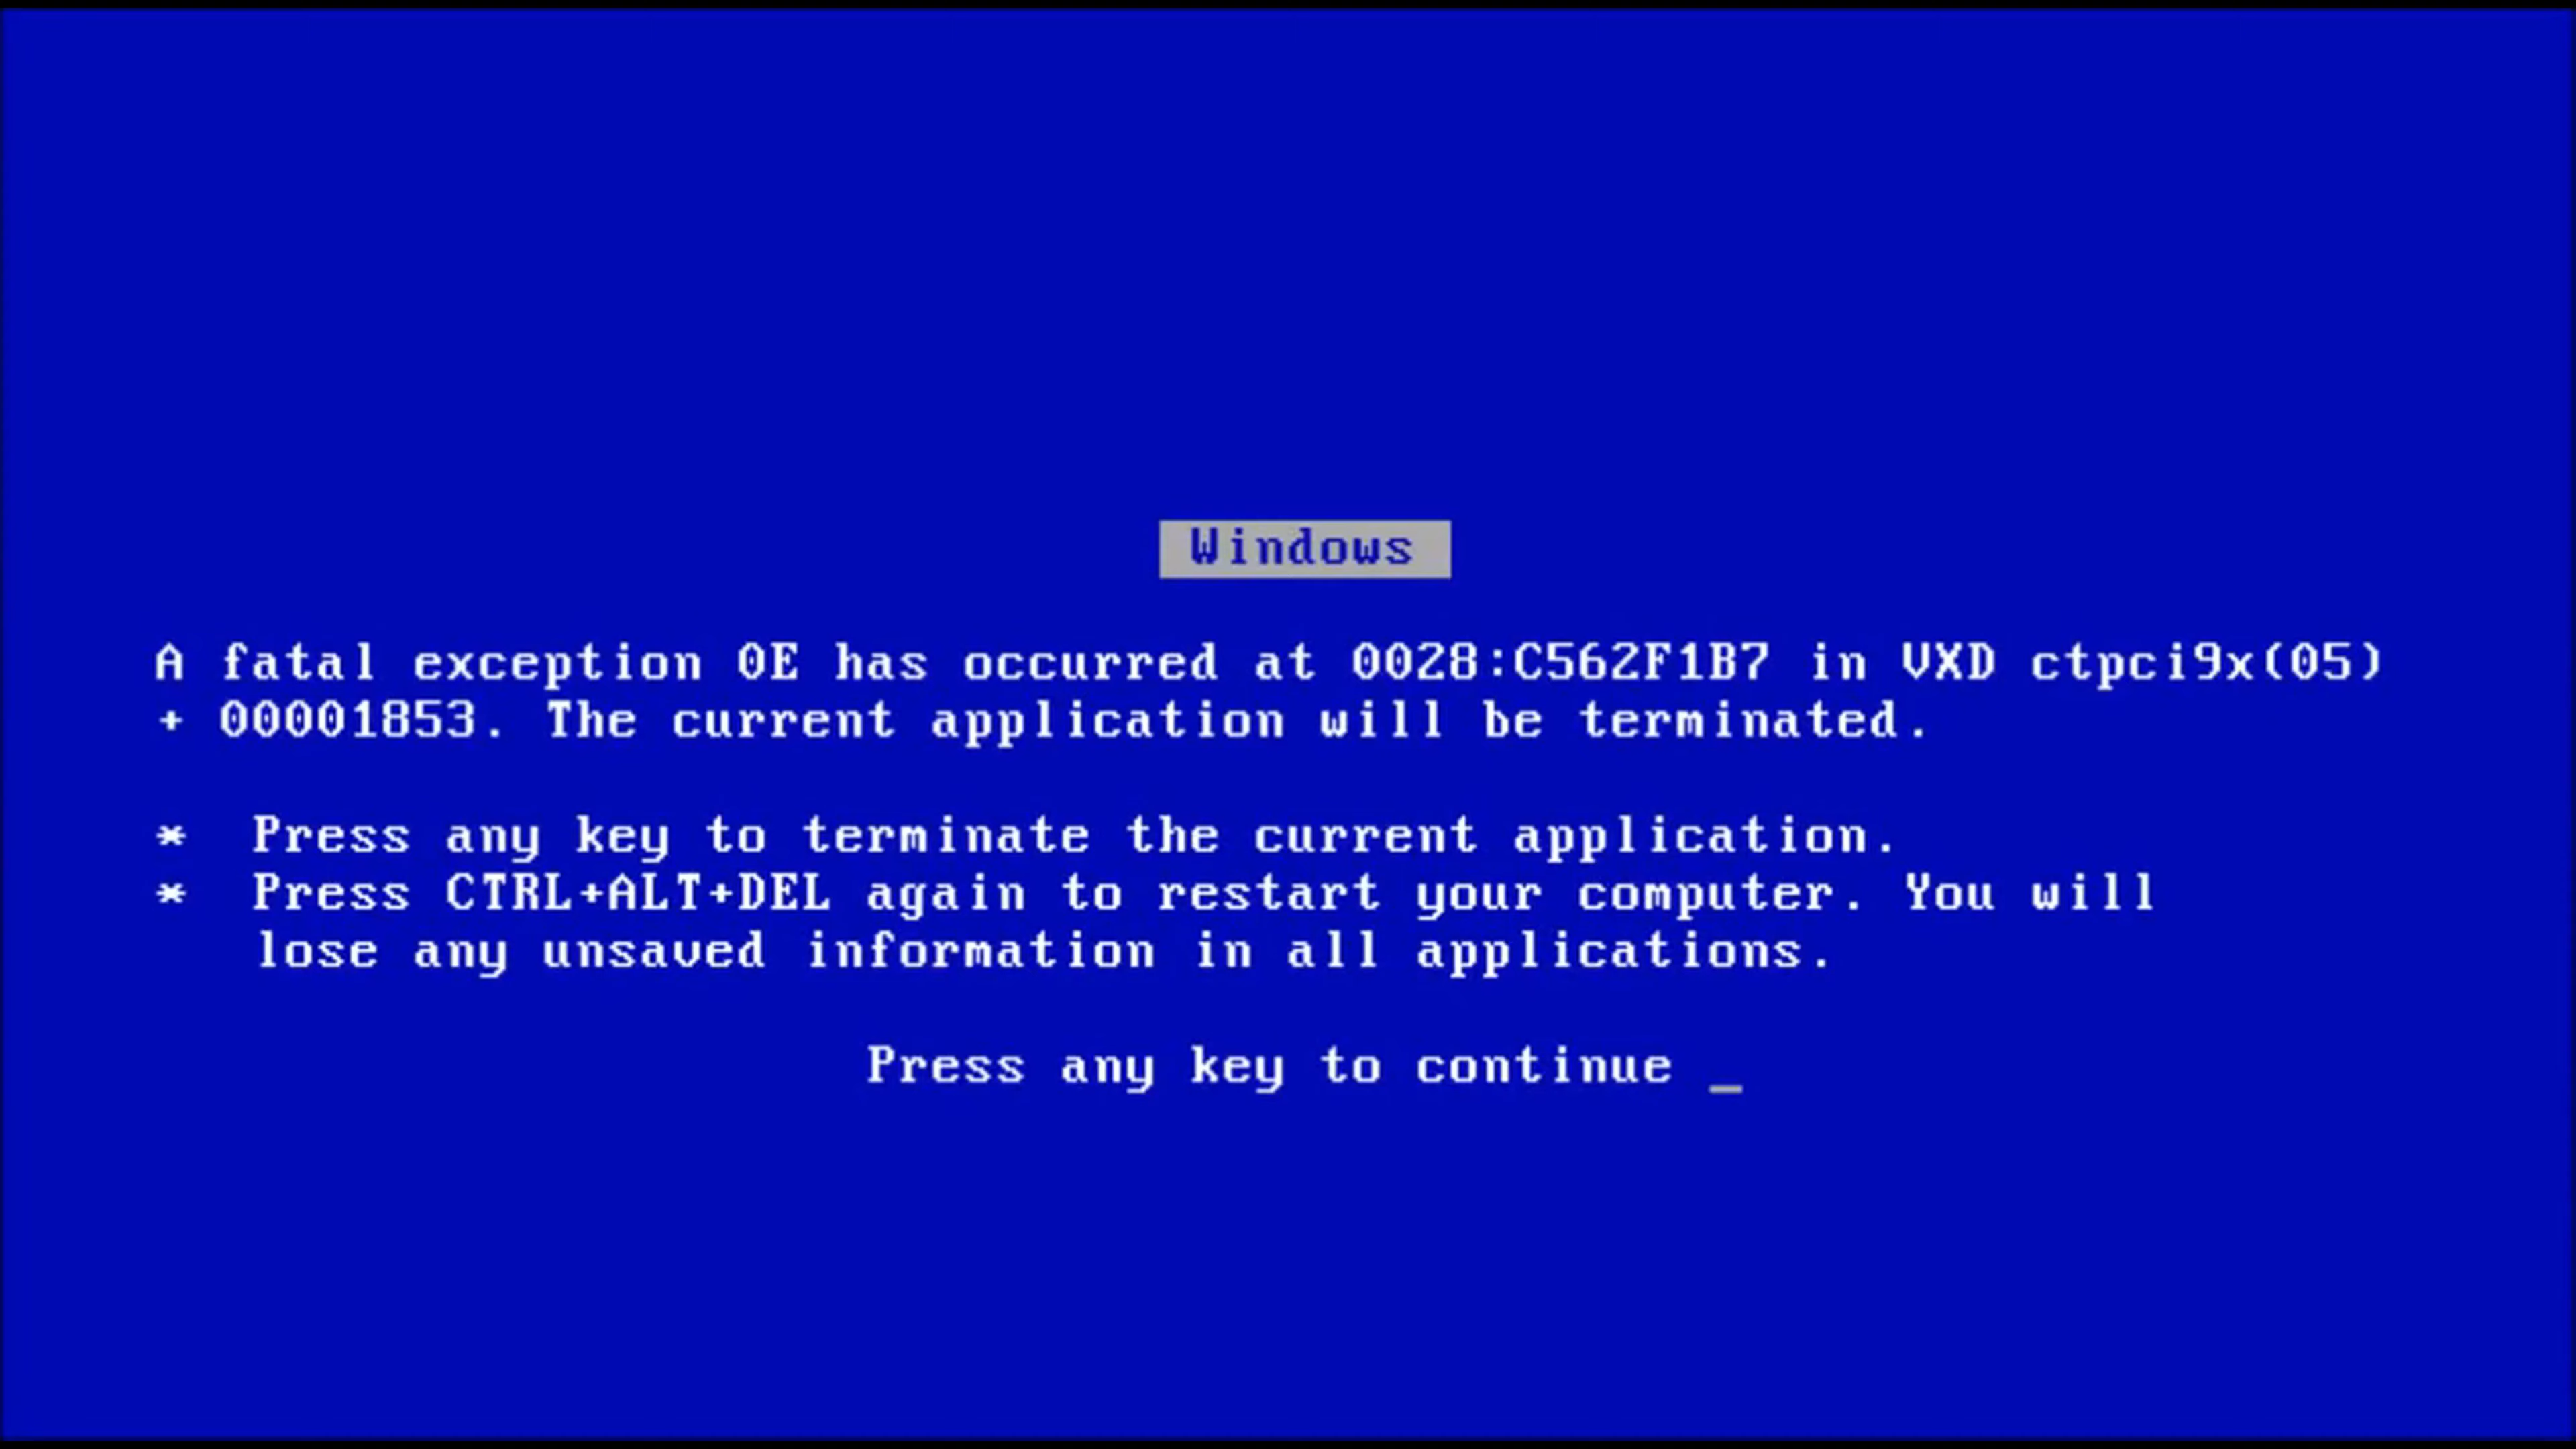 Windows
A fatal exception 0E has occurred at 0028:C562F1B7 in VXD ctpci9x(05)
+ 00001853. The current application will be terminated.
* Press any key to terminate the current application.
* Press CTRL+ALT+DEL again to restart your computer. You will
lose any unsaved information in all applications.
Press any key to continue _